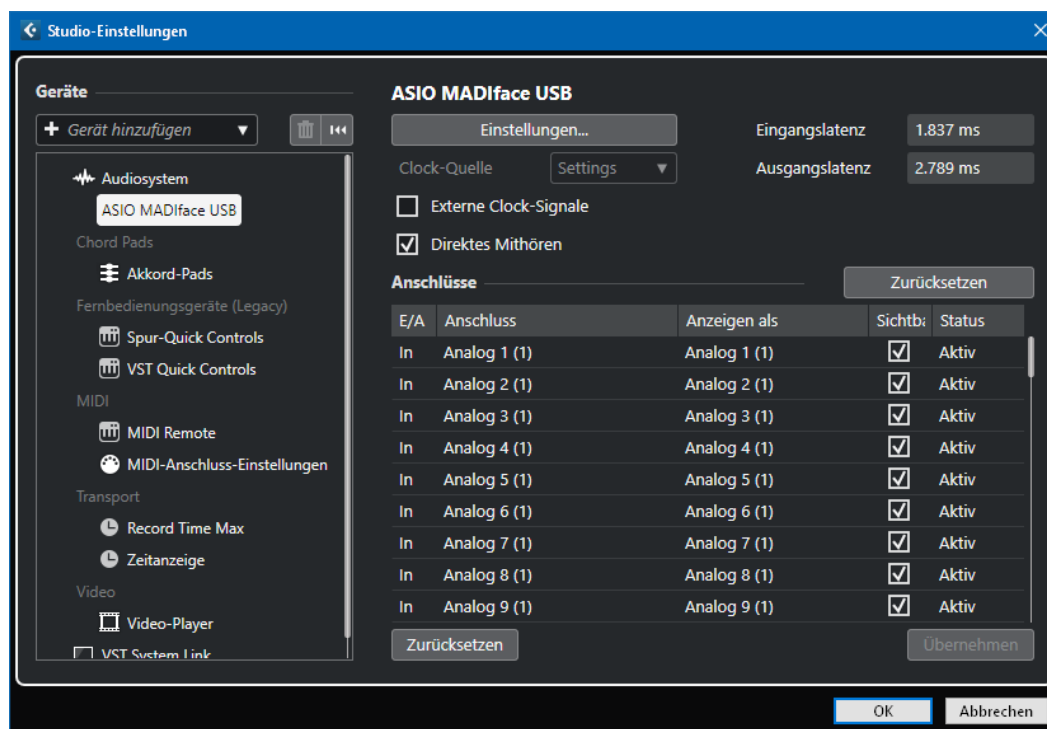 Studio-Einstellungen
Geräte
Gerät hinzufügen
Audiosystem
ASIO MADIface USB
Chord Pads
Akkord-Pads
Fernbedienungsgeräte (Legacy)
Spur-Quick Controls
VST Quick Controls
MIDI
MIDI Remote
MIDI-Anschluss-Einstellungen
Transport
Record Time Max
Zeitanzeige
Video
Video-Player
VST System Link
ASIO MADIface USB
Einstellungen... Eingangslatenz 1.837 ms
Clock-Quelle Settings Ausgangslatenz 2.789 ms
Externe Clock-Signale
Direktes Mithören
Anschlüsse Zurücksetzen
E/A Anschluss Anzeigen als Sichtba Status
In Analog 1 (1) Analog 1 (1) Aktiv
In Analog 2 (1) Analog 2 (1) Aktiv
In Analog 3 (1) Analog 3 (1) Aktiv
In Analog 4 (1) Analog 4 (1) Aktiv
In Analog 5 (1) Analog 5 (1) Aktiv
In Analog 6 (1) Analog 6 (1) Aktiv
In Analog 7 (1) Analog 7 (1) Aktiv
In Analog 8 (1) Analog 8 (1) Aktiv
In Analog 9 (1) Analog 9 (1) Aktiv
Zurücksetzen Übernehmen
OK Abbrechen